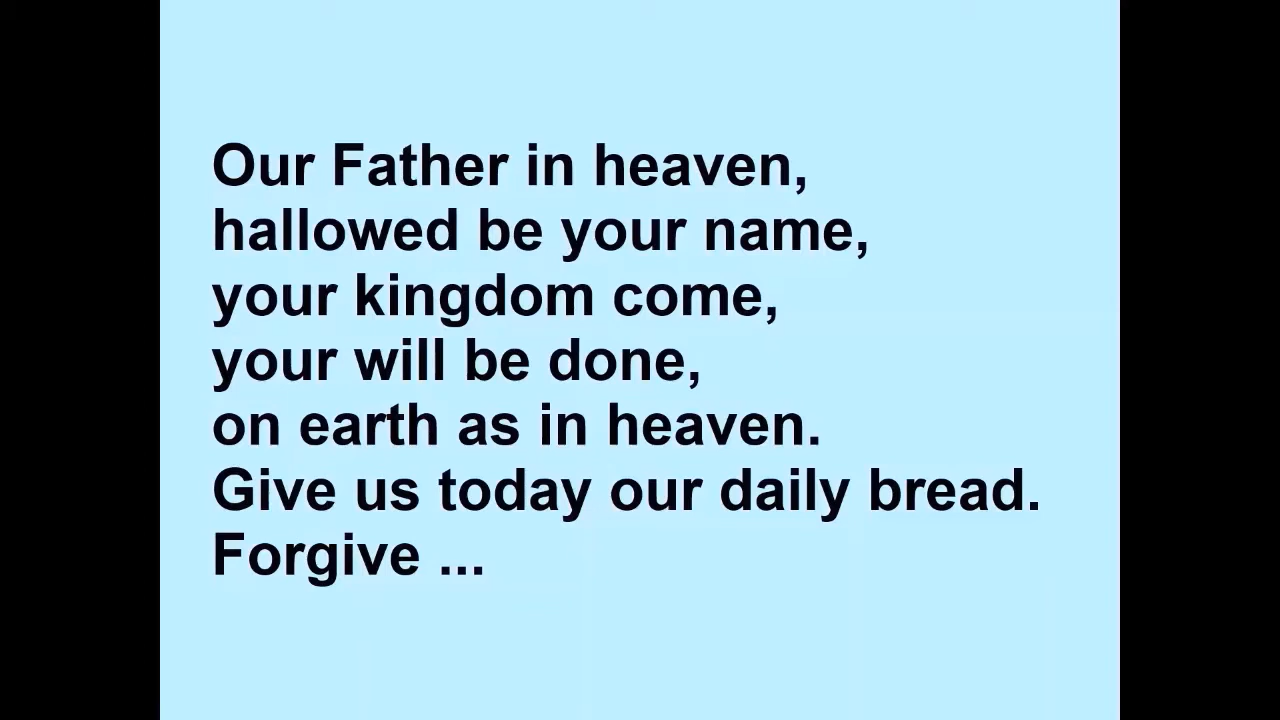 Our Father in heaven,
hallowed be your name,
your kingdom come,
your will be done,
on earth as in heaven.
Give us today our daily bread.
Forgive ...